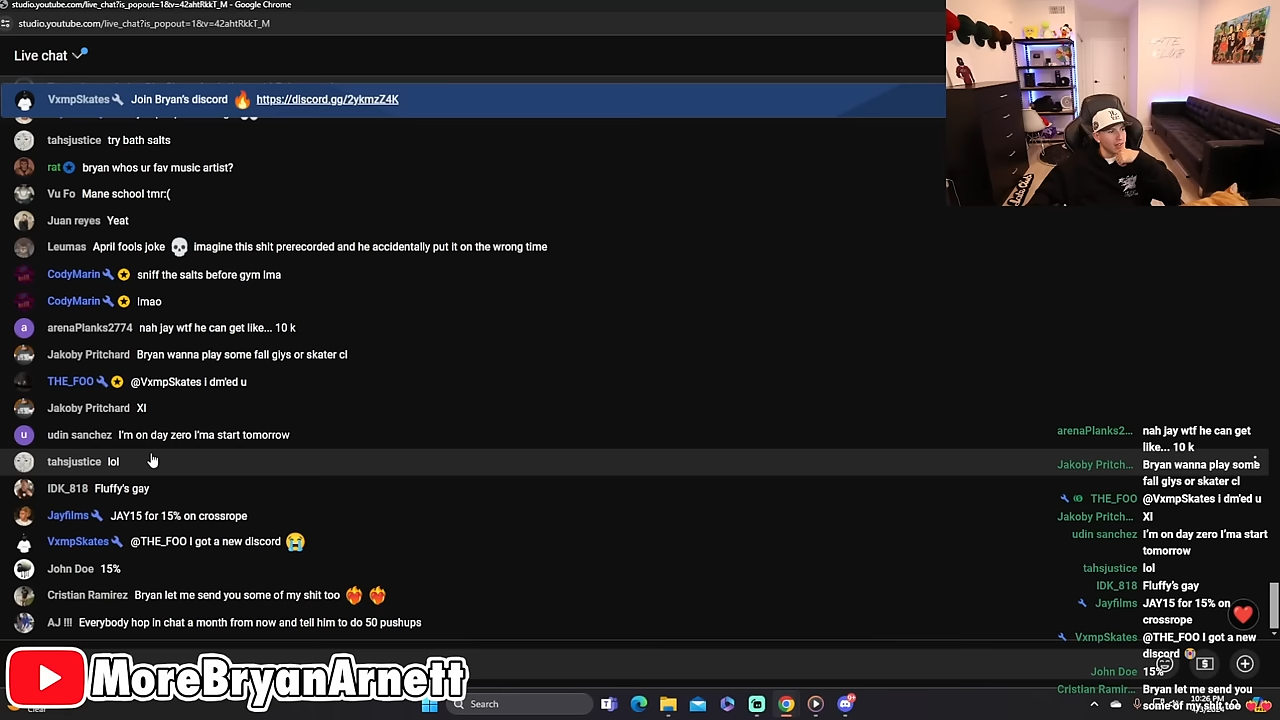 studio.youtube.com/live_chat?is_popout=1&v=42ahtRkkT_M - Google Chrome
studio.youtube.com/live_chat?is_popout=1&v=42ahtRkkT_M
Live chat
VxmpSkates Join Bryan's discord 🔥 https://discord.gg/2ykmzZ4K
tahsjustice try bath salts
rat bryan whos ur fav music artist?
Vu Fo Mane school tmr:(
Juan reyes Yeat
Leumas April fools joke 💀 imagine this shit prerecorded and he accidentally put it on the wrong time
CodyMarin sniff the salts before gym lma
CodyMarin lmao
arenaPlanks2774 nah jay wtf he can get like... 10 k
Jakoby Pritchard Bryan wanna play some fall giys or skater cl
THE_FOO @VxmpSkates i dm'ed u
Jakoby Pritchard Xl
udin sanchez I'm on day zero I'ma start tomorrow
tahsjustice lol
IDK_818 Fluffy's gay
Jayfilms JAY15 for 15% on crossrope
VxmpSkates @THE_FOO I got a new discord 😭
John Doe 15%
Cristian Ramirez Bryan let me send you some of my shit too ❤️‍🔥 ❤️‍🔥
AJ !!! Everybody hop in chat a month from now and tell him to do 50 pushups
arenaPlanks2... nah jay wtf he can get
like... 10 k
Jakoby Pritch... Bryan wanna play some
fall giys or skater cl
THE_FOO @VxmpSkates i dm'ed u
Jakoby Pritch... Xl
udin sanchez I'm on day zero I'ma start
tomorrow
tahsjustice lol
IDK_818 Fluffy's gay
Jayfilms JAY15 for 15% on
crossrope
VxmpSkates @THE_FOO I got a new
discord 😭
John Doe 15%
Cristian Ramir... Bryan let me send you
some of my shit too
MoreBryanArnett
Clear
Search
10:26 PM